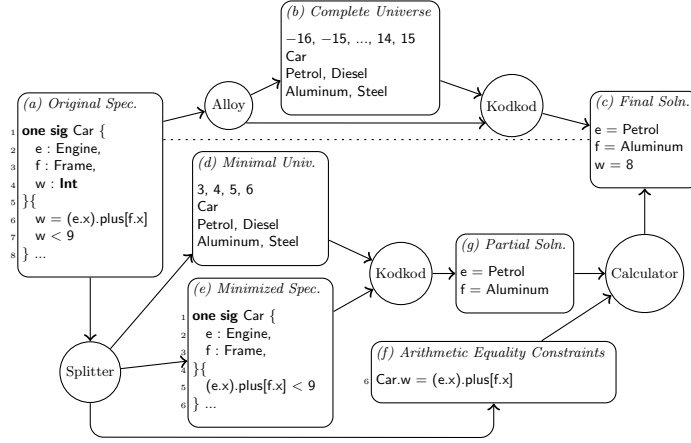 (b) Complete Universe
−16, −15, ..., 14, 15
Car
Petrol, Diesel
Aluminum, Steel
(a) Original Spec.
1 one sig Car {
2 e : Engine,
3 f : Frame,
4 w : Int
5 }{
6 w = (e.x).plus[f.x]
7 w < 9
8 } ...
Alloy
Kodkod
(c) Final Soln.
e = Petrol
f = Aluminum
w = 8
(d) Minimal Univ.
3, 4, 5, 6
Car
Petrol, Diesel
Aluminum, Steel
Kodkod
(g) Partial Soln.
e = Petrol
f = Aluminum
Calculator
(e) Minimized Spec.
1 one sig Car {
2 e : Engine,
3 f : Frame,
4 }{
5 (e.x).plus[f.x] < 9
6 } ...
Splitter
(f) Arithmetic Equality Constraints
6 Car.w = (e.x).plus[f.x]